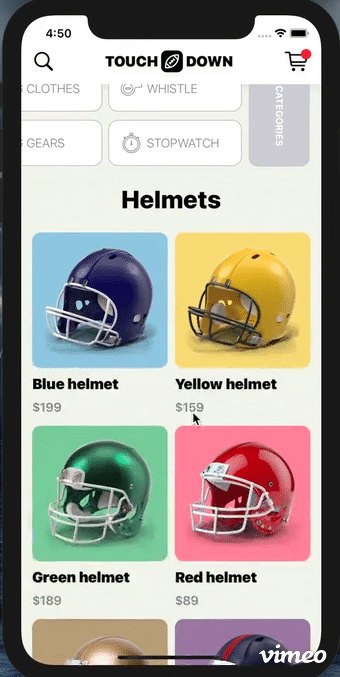 4:50
TOUCH DOWN
CLOTHES
WHISTLE
CATEGORIES
GEARS
STOPWATCH
Helmets
Blue helmet
Yellow helmet
$199
$159
Green helmet
Red helmet
$189
$89
vimeo